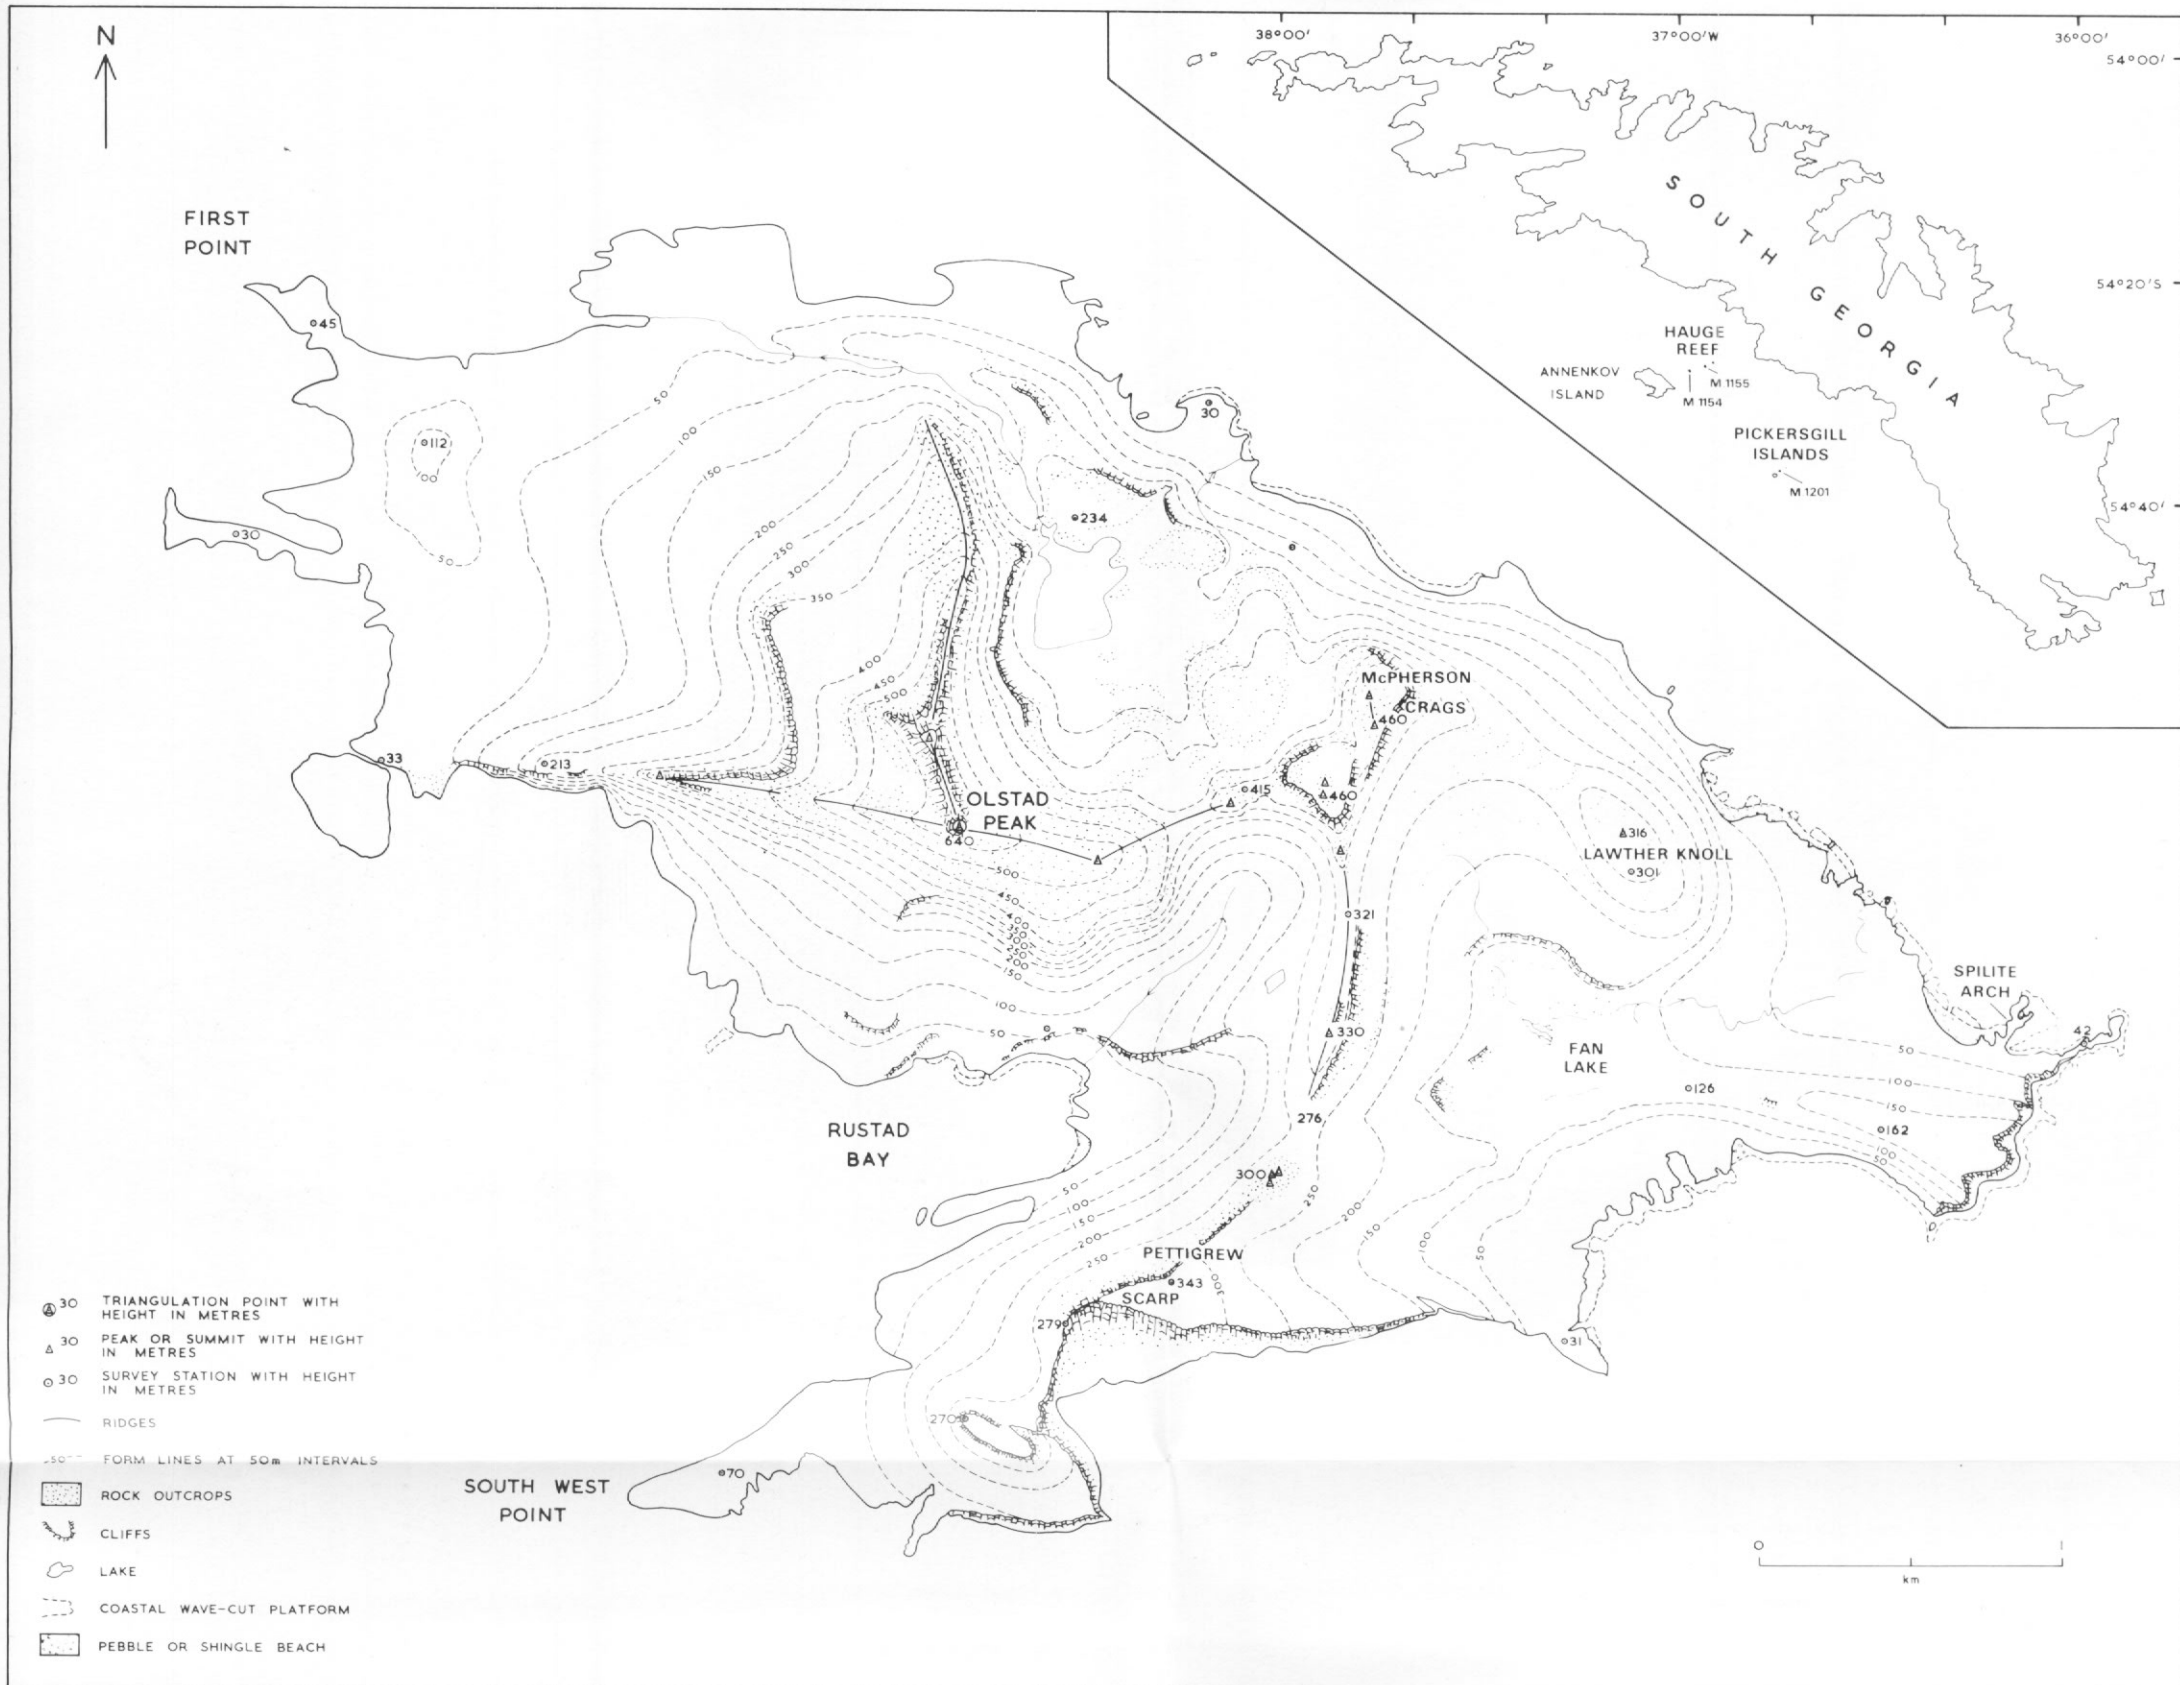 N
FIRST
POINT
45
112
100
50
30
33
213
50
100
150
200
250
300
350
400
450
500
30
234
OLSTAD
PEAK
640
500
450
400
350
300
250
200
150
100
50
415
McPHERSON
CRAGS
460
460
316
LAWTHER KNOLL
301
321
330
276
FAN
LAKE
SPILITE
ARCH
42
50
100
150
126
162
100
50
RUSTAD
BAY
50
100
150
200
250
300
250
200
150
100
50
PETTIGREW
343
SCARP
300
279
270
31
70
SOUTH WEST
POINT
38°00'
37°00'W
36°00'
54°00'
54°20'S
54°40'
SOUTH GEORGIA
HAUGE
REEF
ANNENKOV
ISLAND
M 1155
M 1154
PICKERSGILL
ISLANDS
M 1201
30 TRIANGULATION POINT WITH
HEIGHT IN METRES
30 PEAK OR SUMMIT WITH HEIGHT
IN METRES
30 SURVEY STATION WITH HEIGHT
IN METRES
RIDGES
50 FORM LINES AT 50m INTERVALS
ROCK OUTCROPS
CLIFFS
LAKE
COASTAL WAVE-CUT PLATFORM
PEBBLE OR SHINGLE BEACH
0 1
km